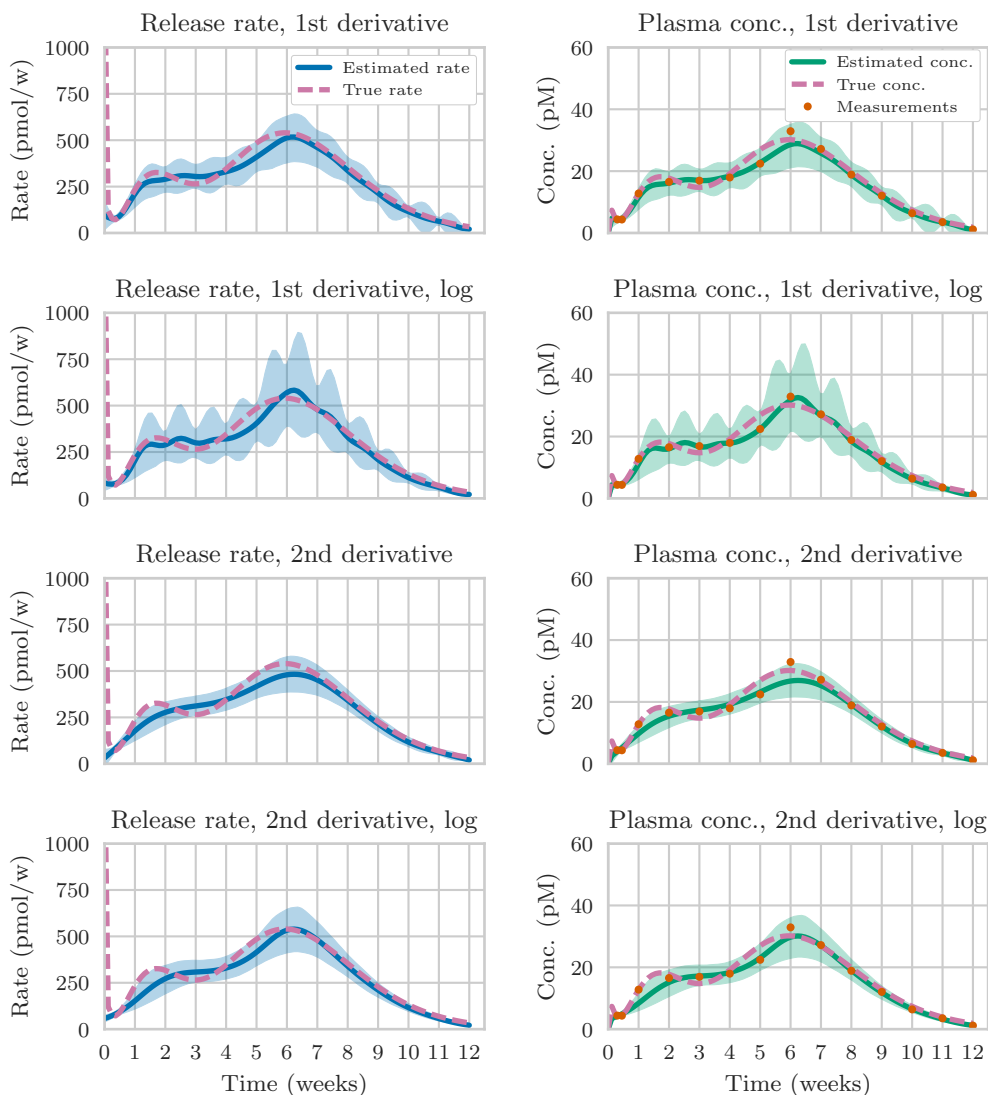 Release rate, 1st derivative
Rate (pmol/w)
1000
750
500
250
0
Estimated rate
True rate
Plasma conc., 1st derivative
Conc. (pM)
60
40
20
0
Estimated conc.
True conc.
Measurements
Release rate, 1st derivative, log
Rate (pmol/w)
1000
750
500
250
0
Plasma conc., 1st derivative, log
Conc. (pM)
60
40
20
0
Release rate, 2nd derivative
Rate (pmol/w)
1000
750
500
250
0
Plasma conc., 2nd derivative
Conc. (pM)
60
40
20
0
Release rate, 2nd derivative, log
Rate (pmol/w)
1000
750
500
250
0
0 1 2 3 4 5 6 7 8 9 10 11 12
Time (weeks)
Plasma conc., 2nd derivative, log
Conc. (pM)
60
40
20
0
0 1 2 3 4 5 6 7 8 9 10 11 12
Time (weeks)